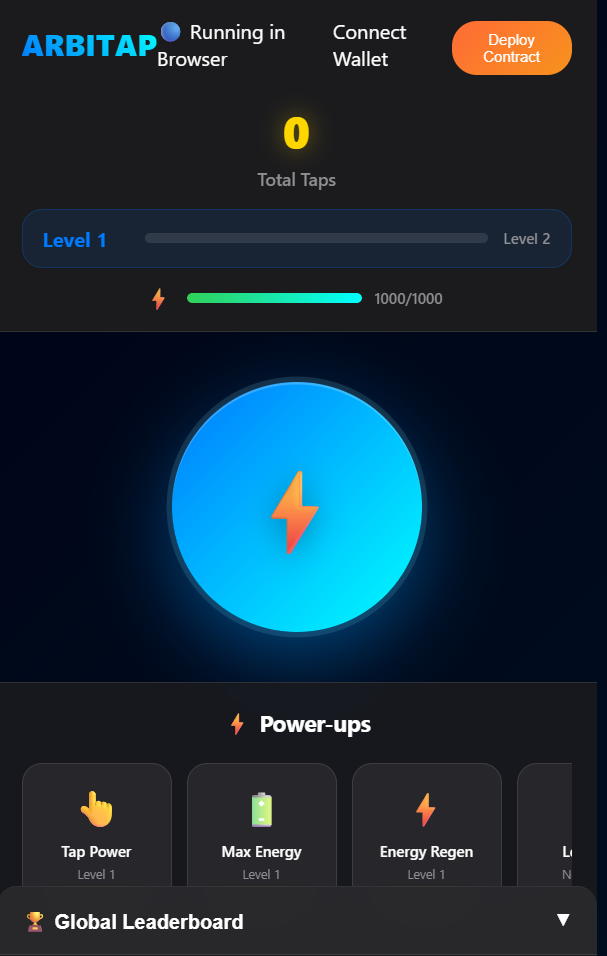 ARBITAP
Running in
Browser
Connect
Wallet
Deploy
Contract
0
Total Taps
Level 1
Level 2
1000/1000
Power-ups
Tap Power
Level 1
Max Energy
Level 1
Energy Regen
Level 1
Global Leaderboard